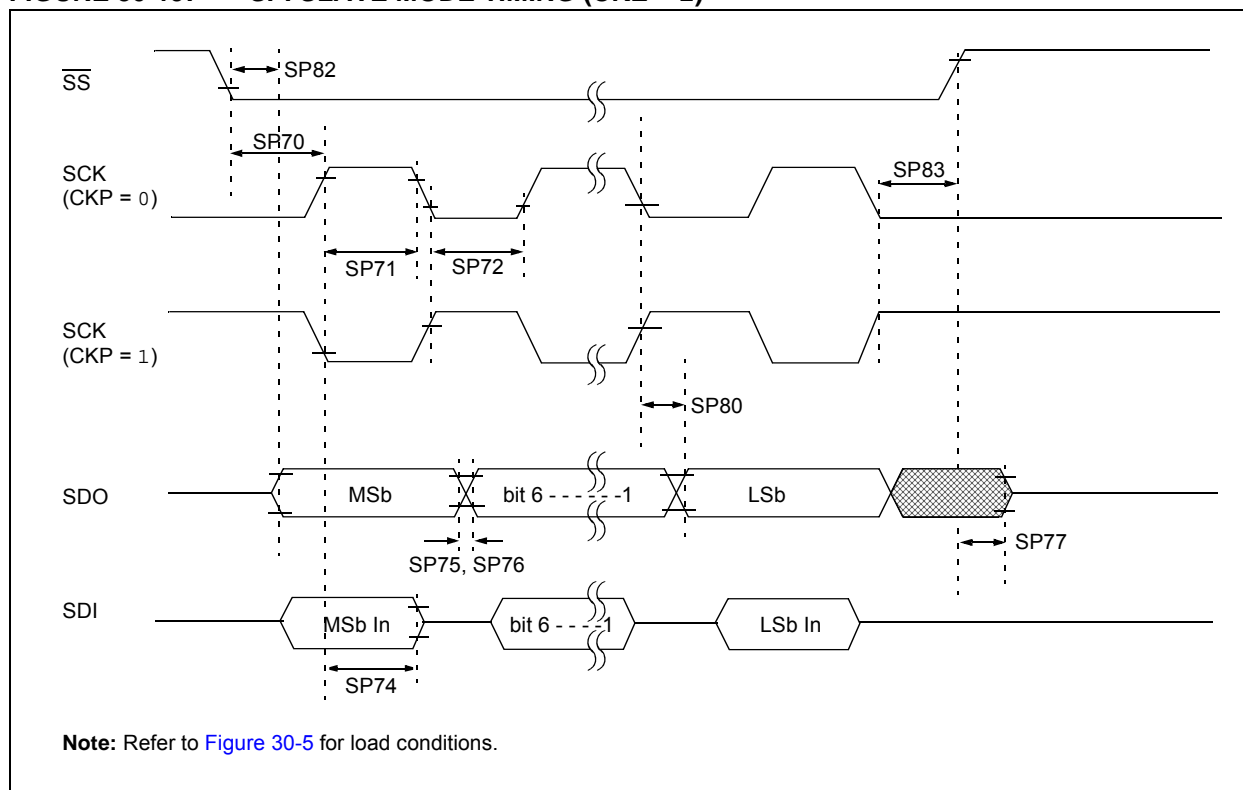 SS
SP82
SP70
SCK
(CKP = 0)
SP83
SP71
SP72
SCK
(CKP = 1)
SP80
SDO
MSb
bit 6 - - - - - -1
LSb
SP75, SP76
SP77
SDI
MSb In
bit 6 - - - -1
LSb In
SP74
Note: Refer to Figure 30-5 for load conditions.